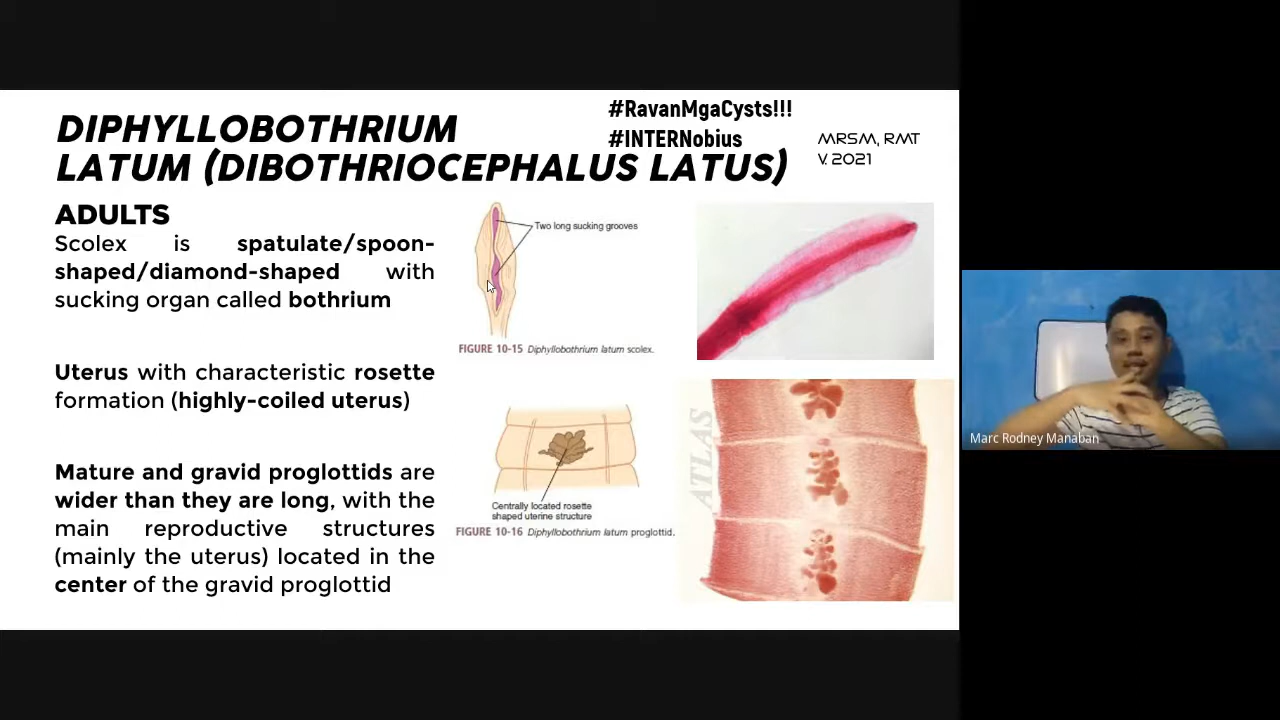 #RavanMgaCysts!!!
#INTERNobius
MRSM, RMT
V. 2021
DIPHYLLOBOTHRIUM
LATUM (DIBOTHRIOCEPHALUS LATUS)
ADULTS
Scolex is spatulate/spoon-
shaped/diamond-shaped with
sucking organ called bothrium
Uterus with characteristic rosette
formation (highly-coiled uterus)
Mature and gravid proglottids are
wider than they are long, with the
main reproductive structures
(mainly the uterus) located in the
center of the gravid proglottid
Two long sucking grooves
FIGURE 10-15 Diphyllobothrium latum scolex.
Centrally located rosette
shaped uterine structure
FIGURE 10-16 Diphyllobothrium latum proglottid.
ATLAS
Marc Rodney Manaban